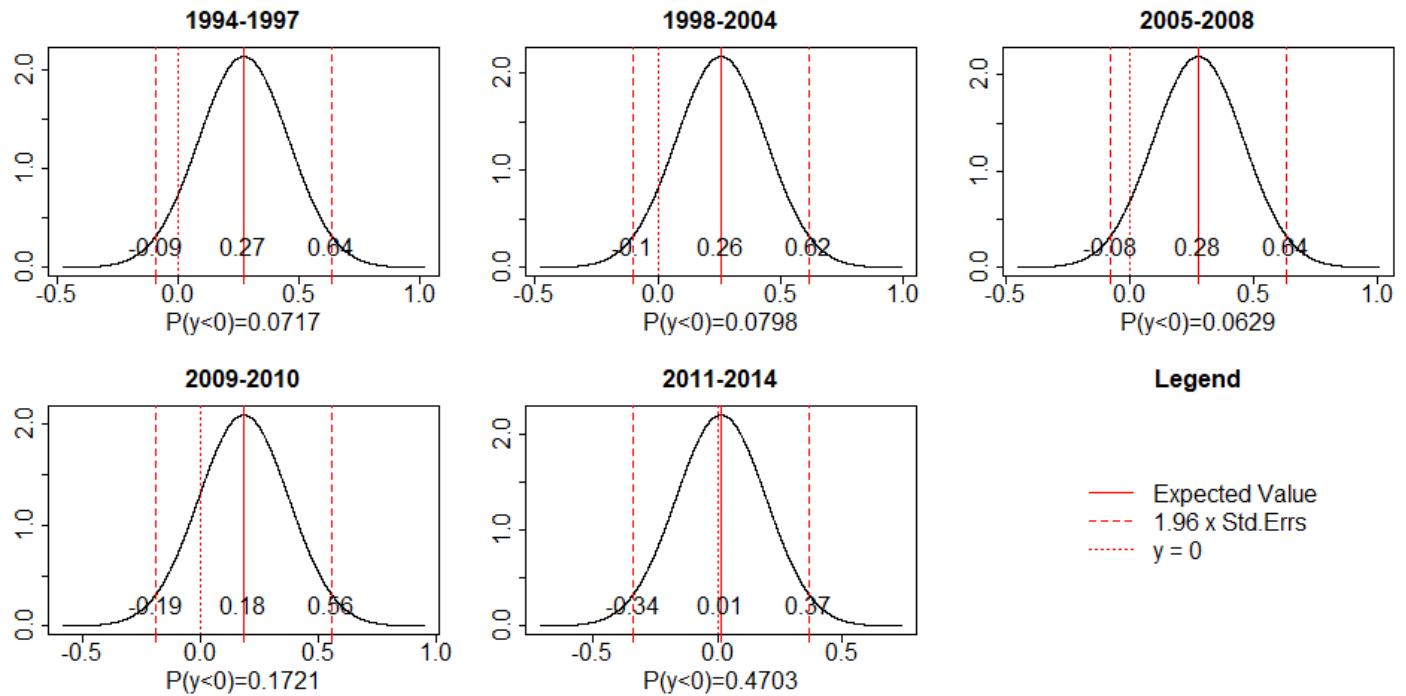 1994-1997
2.0
1.0
0.0
-0.09 0.27 0.64
-0.5 0.0 0.5 1.0
P(y<0)=0.0717
1998-2004
2.0
1.0
0.0
-0.1 0.26 0.62
-0.5 0.0 0.5 1.0
P(y<0)=0.0798
2005-2008
2.0
1.0
0.0
-0.08 0.28 0.64
-0.5 0.0 0.5 1.0
P(y<0)=0.0629
2009-2010
2.0
1.0
0.0
-0.19 0.18 0.56
-0.5 0.0 0.5 1.0
P(y<0)=0.1721
2011-2014
2.0
1.0
0.0
-0.34 0.01 0.37
-0.5 0.0 0.5
P(y<0)=0.4703
Legend
Expected Value
1.96 x Std.Errs
y = 0